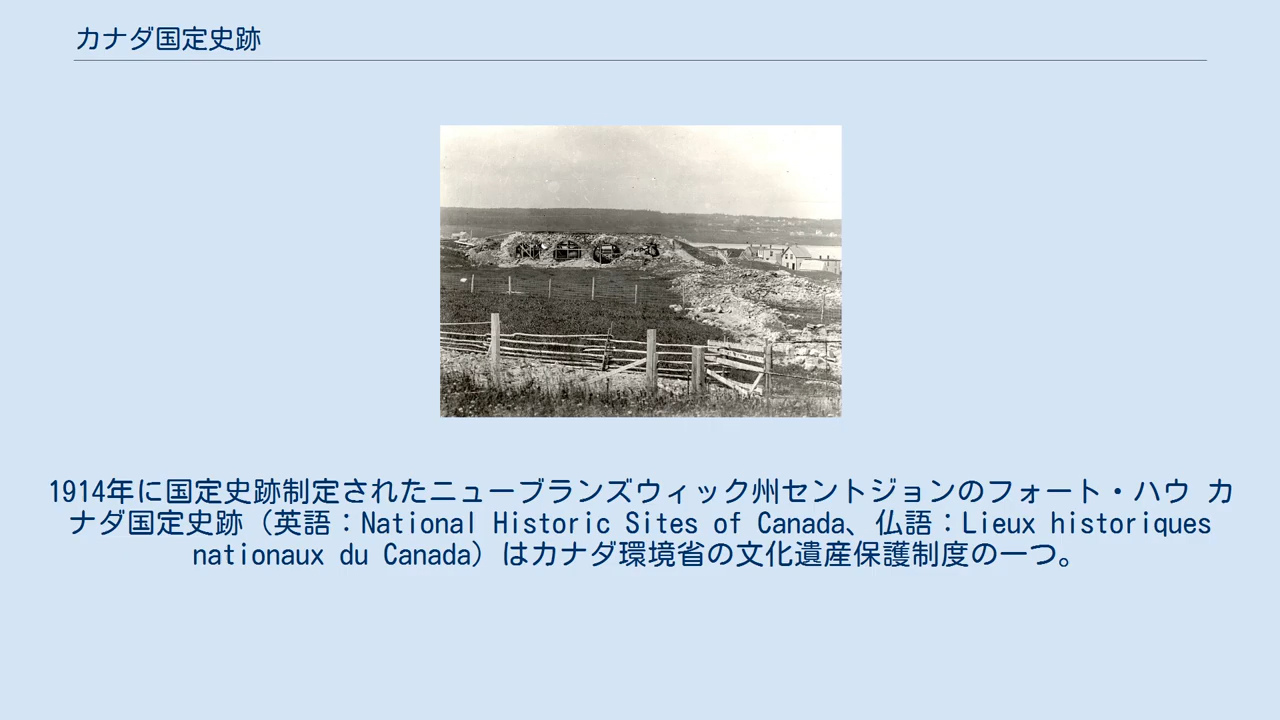 カナダ国定史跡
1914年に国定史跡制定されたニューブランズウィック州セントジョンのフォート・ハウ カ
ナダ国定史跡（英語：National Historic Sites of Canada、仏語：Lieux historiques
nationaux du Canada）はカナダ環境省の文化遺産保護制度の一つ。